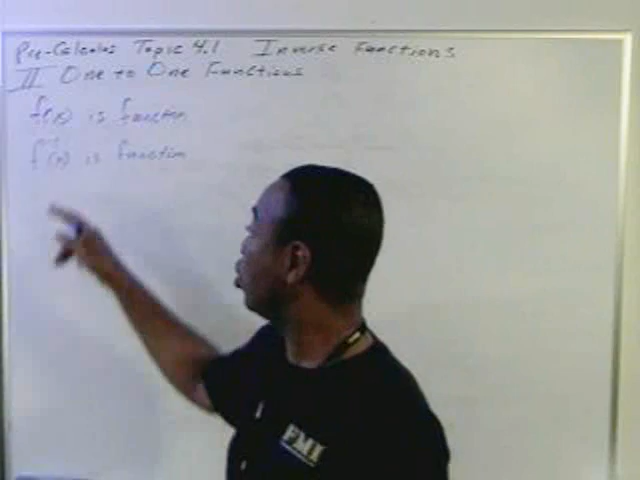 Pre-Calculus Topic 4.1 Inverse Functions
II One to One Functions
f(x) is function
f⁻¹(x) is function
FMI